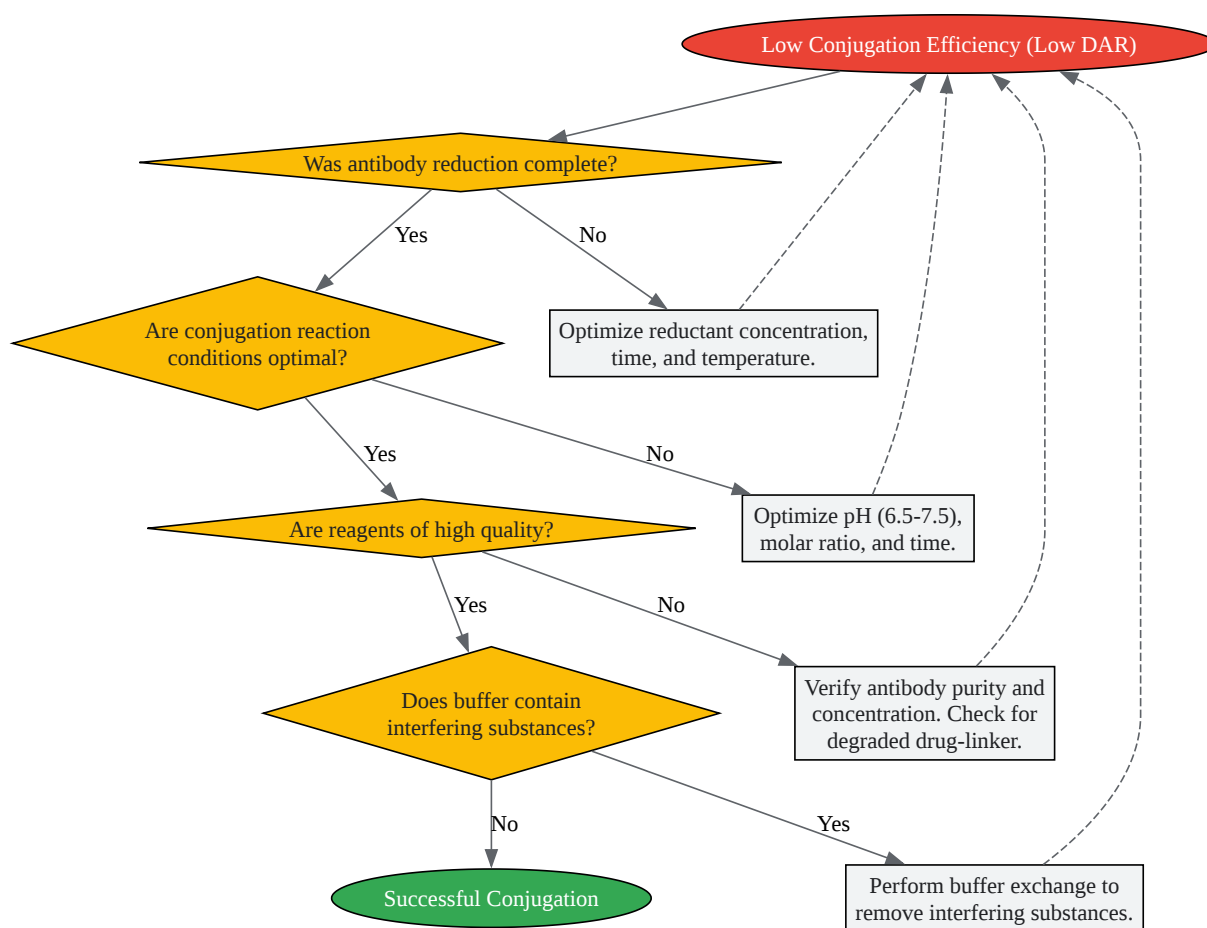 Low Conjugation Efficiency (Low DAR)
Was antibody reduction complete?
Yes
No
Are conjugation reaction
conditions optimal?
Optimize reductant concentration,
time, and temperature.
Yes
No
Are reagents of high quality?
Optimize pH (6.5-7.5),
molar ratio, and time.
Yes
No
Does buffer contain
interfering substances?
Verify antibody purity and
concentration. Check for
degraded drug-linker.
No
Yes
Successful Conjugation
Perform buffer exchange to
remove interfering substances.